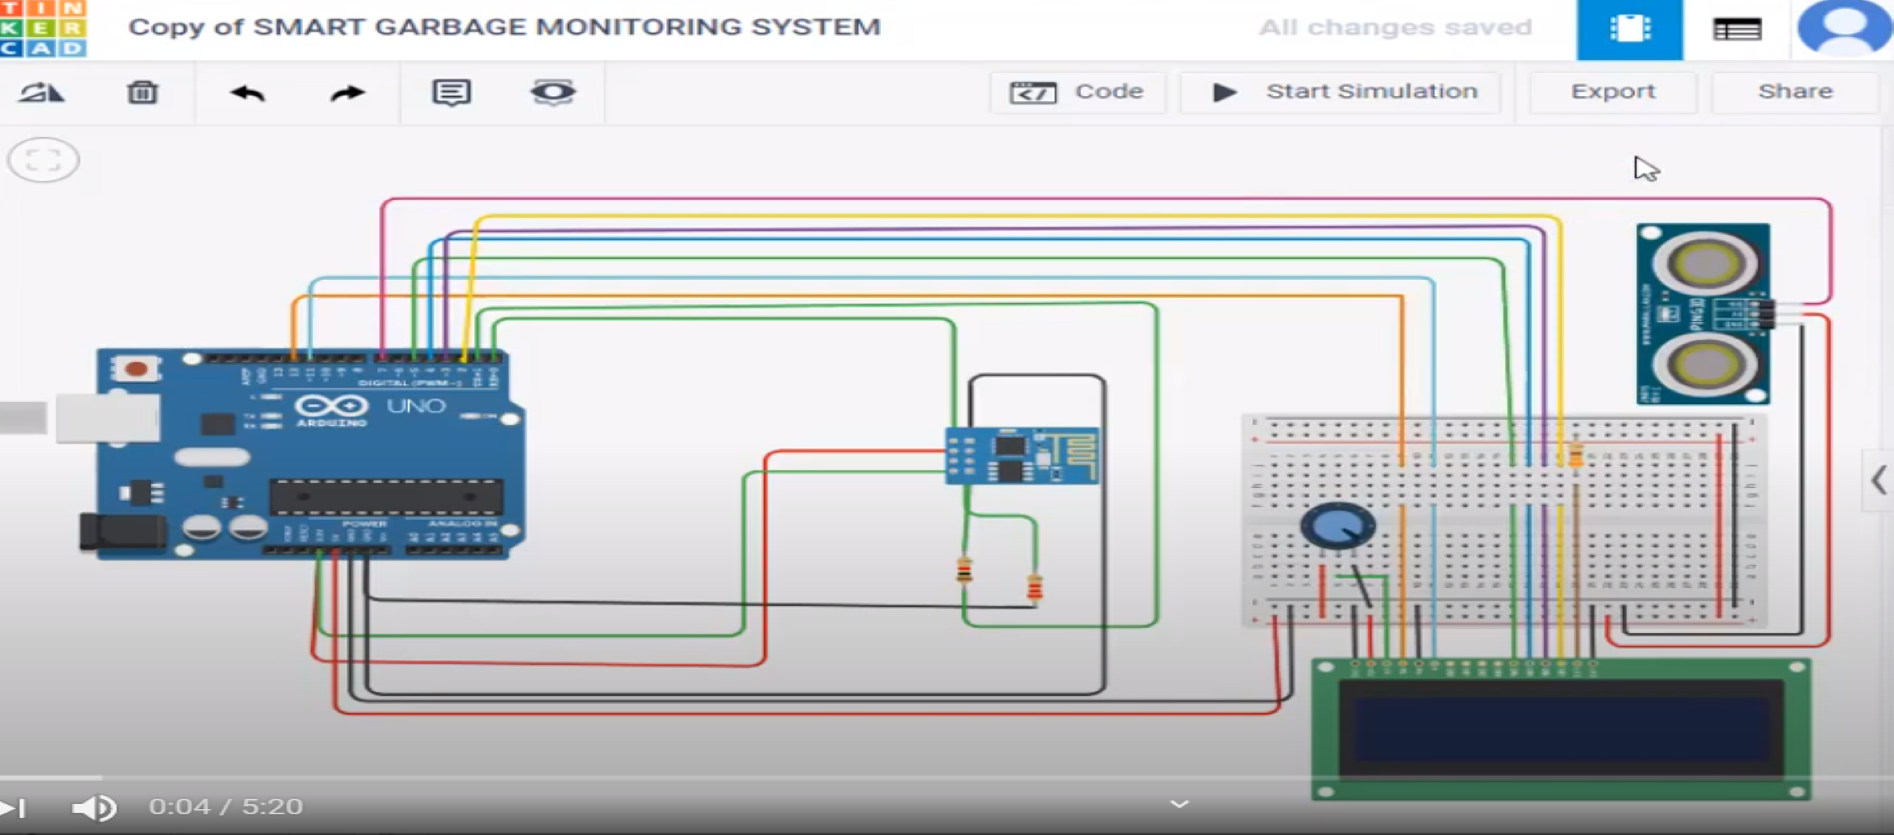 TIN
KER
CAD
Copy of SMART GARBAGE MONITORING SYSTEM
All changes saved
Code
Start Simulation
Export
Share
DIGITAL (PWM~)
UNO
ARDUINO
POWER
ANALOG IN
0:04 / 5:20